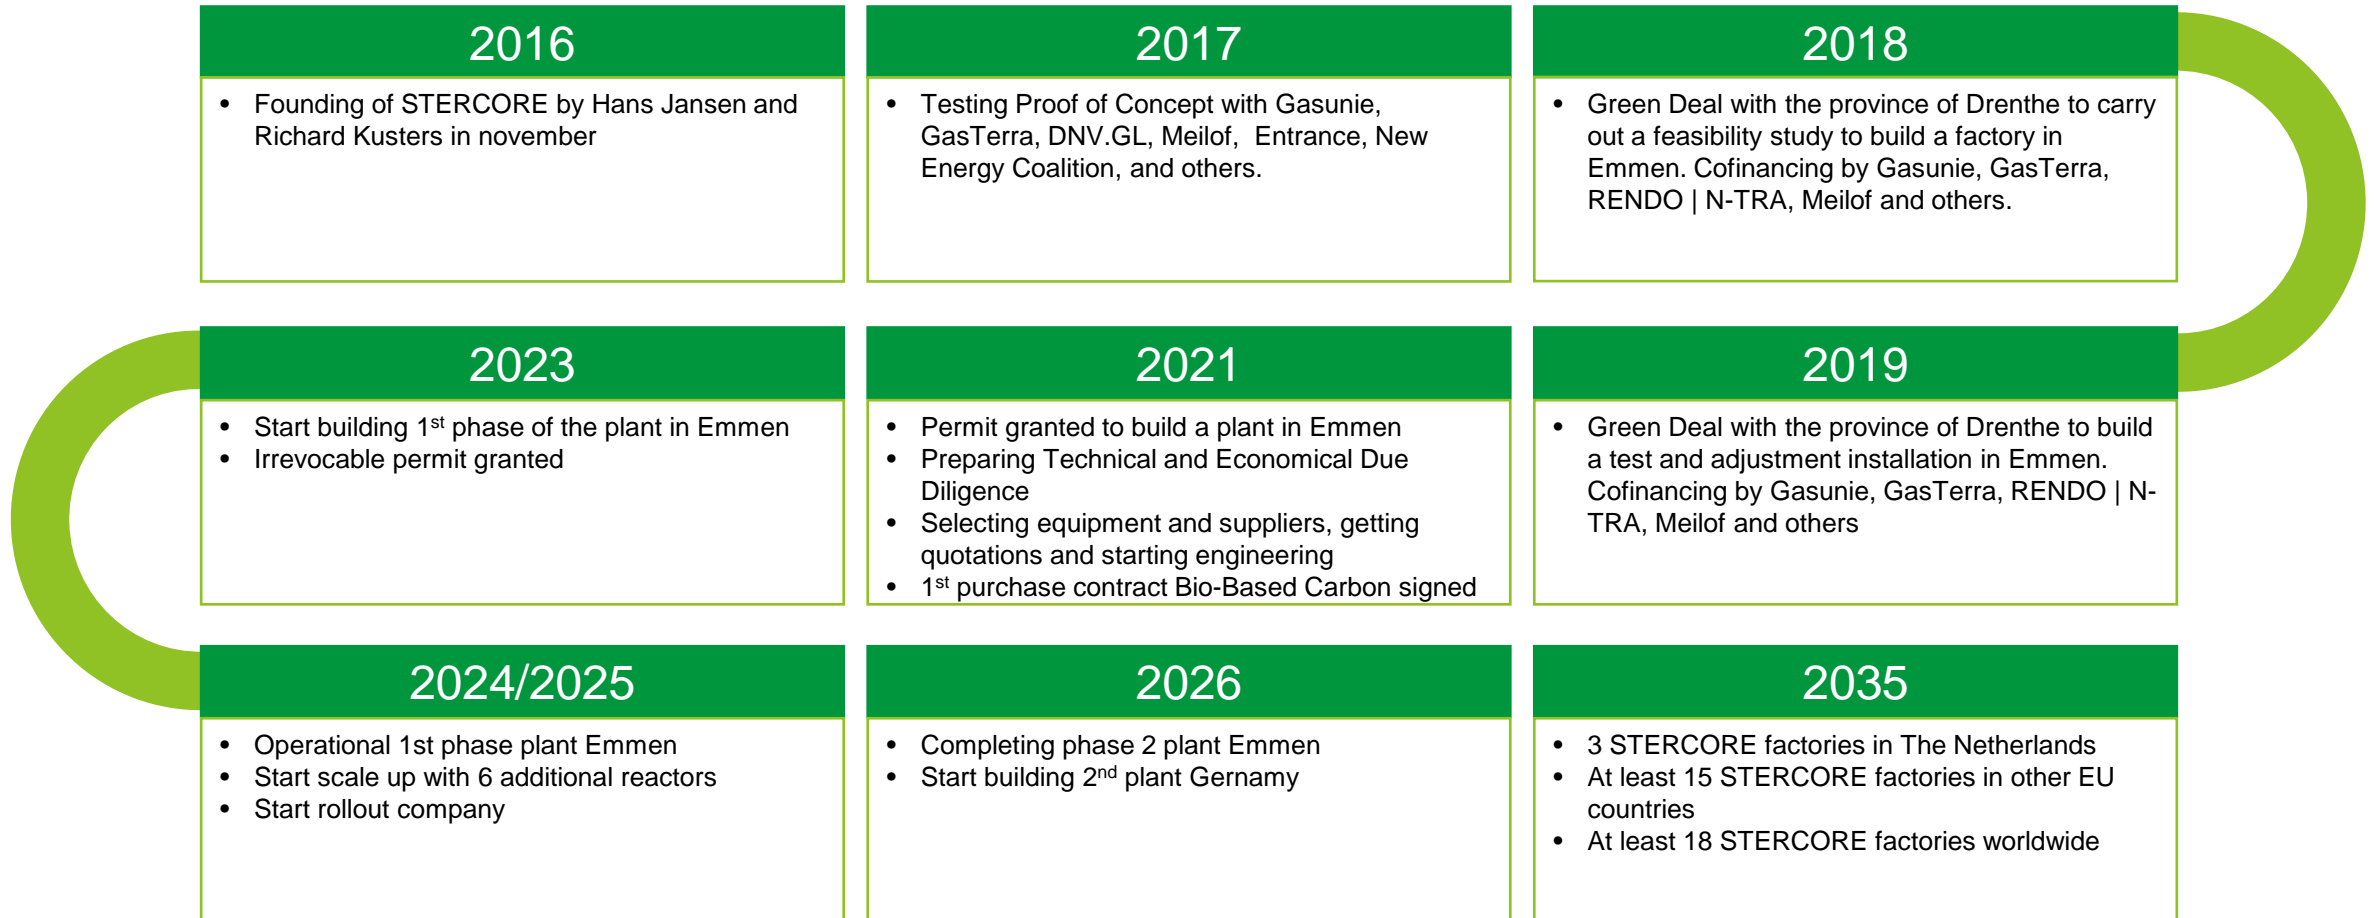 2016
• Founding of STERCORE by Hans Jansen and
Richard Kusters in november
2017
• Testing Proof of Concept with Gasunie,
GasTerra, DNV.GL, Meilof, Entrance, New
Energy Coalition, and others.
2018
• Green Deal with the province of Drenthe to carry
out a feasibility study to build a factory in
Emmen. Cofinancing by Gasunie, GasTerra,
RENDO | N-TRA, Meilof and others.
2019
• Green Deal with the province of Drenthe to build
a test and adjustment installation in Emmen.
Cofinancing by Gasunie, GasTerra, RENDO | N-
TRA, Meilof and others
2021
• Permit granted to build a plant in Emmen
• Preparing Technical and Economical Due
Diligence
• Selecting equipment and suppliers, getting
quotations and starting engineering
• 1st purchase contract Bio-Based Carbon signed
2023
• Start building 1st phase of the plant in Emmen
• Irrevocable permit granted
2024/2025
• Operational 1st phase plant Emmen
• Start scale up with 6 additional reactors
• Start rollout company
2026
• Completing phase 2 plant Emmen
• Start building 2nd plant Gernamy
2035
• 3 STERCORE factories in The Netherlands
• At least 15 STERCORE factories in other EU
countries
• At least 18 STERCORE factories worldwide